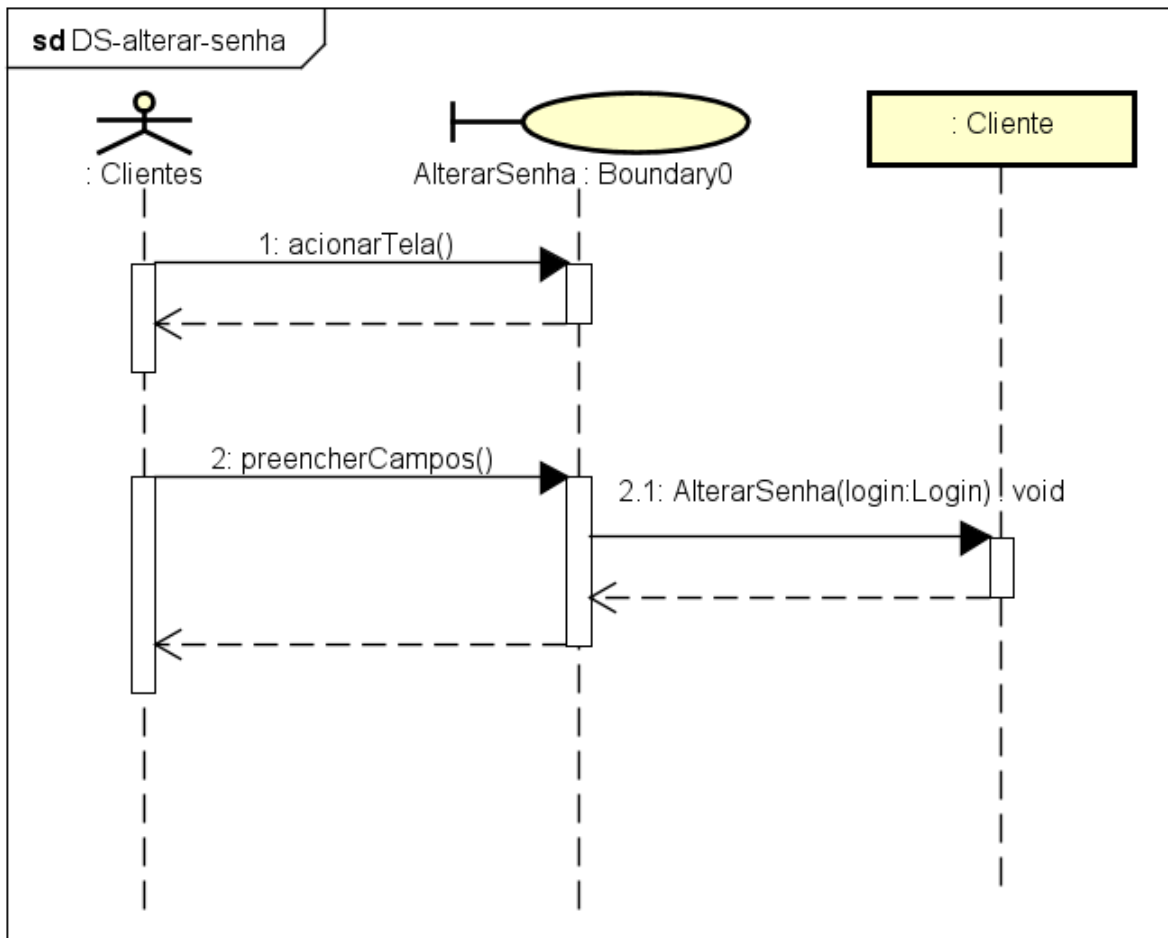 sd DS-alterar-senha
: Clientes
AlterarSenha : Boundary0
: Cliente
1: acionarTela()
2: preencherCampos()
2.1: AlterarSenha(login:Login) : void